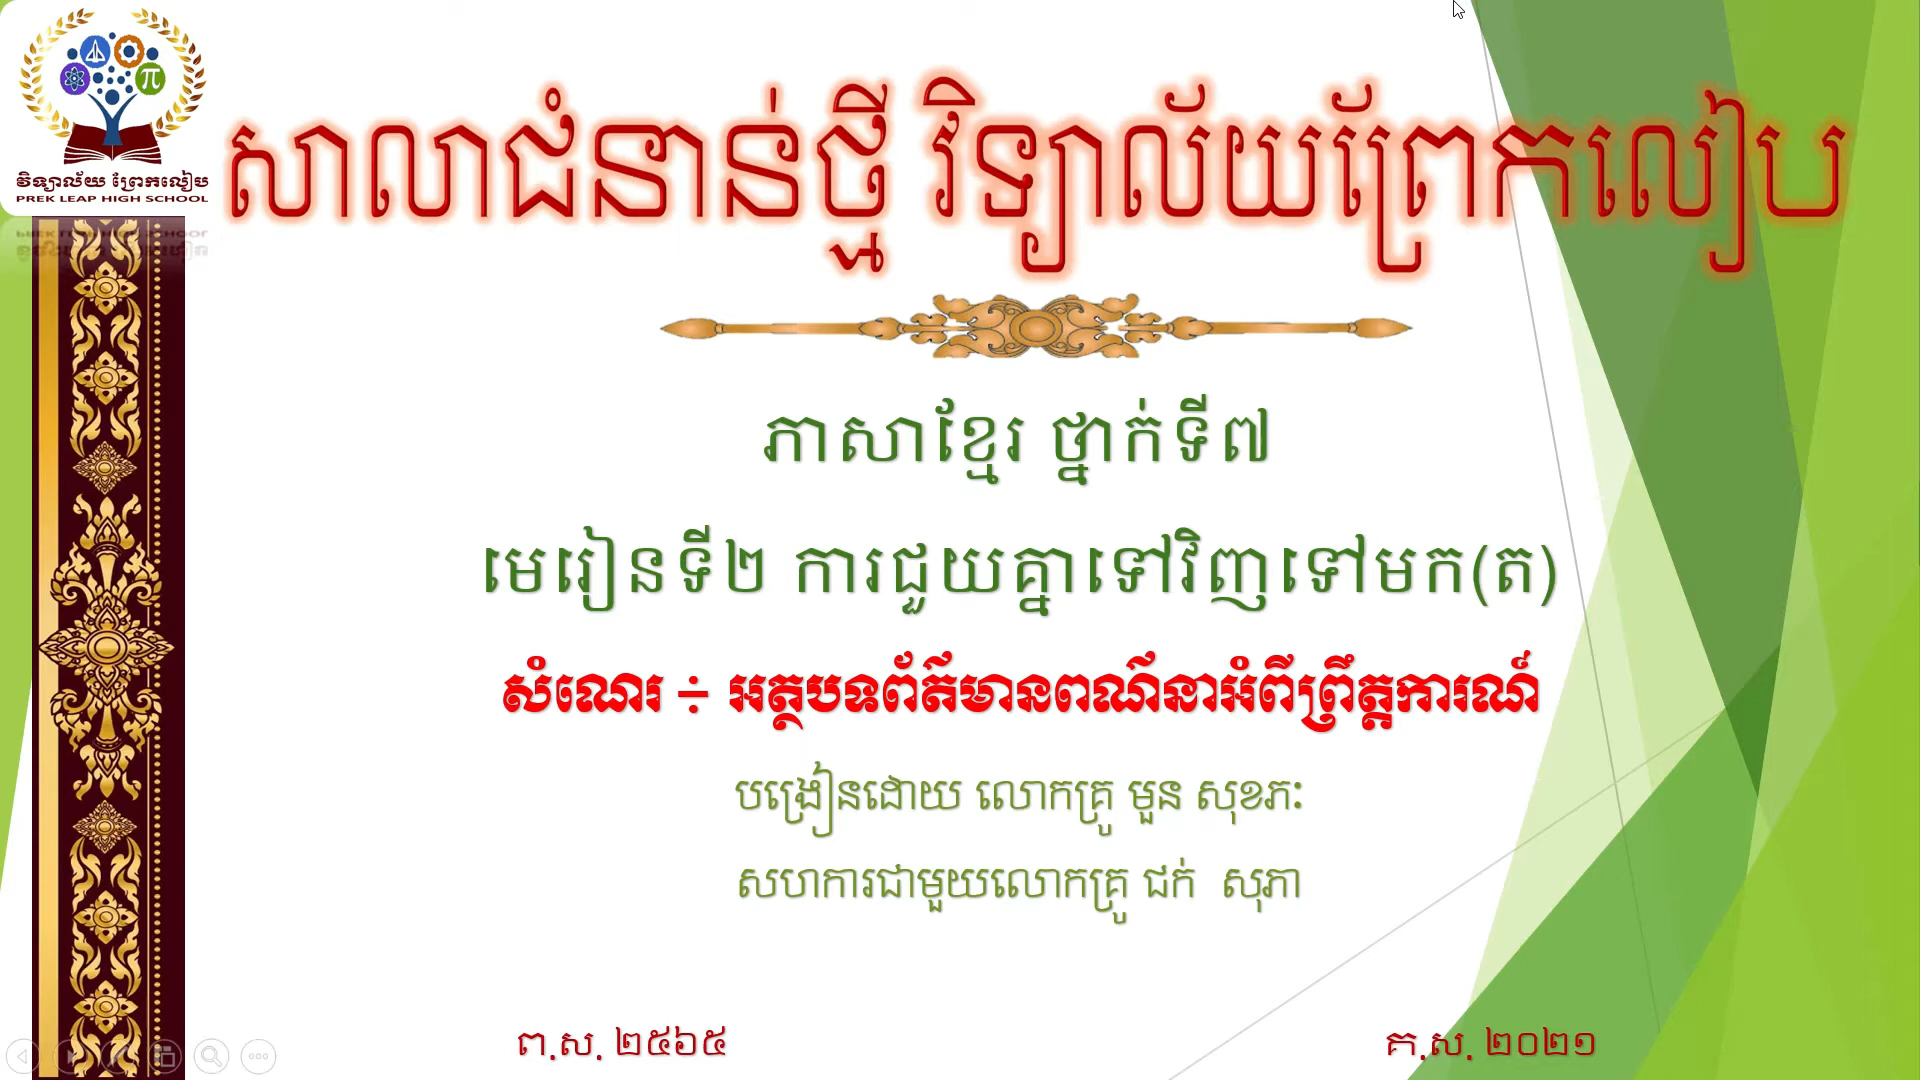 វិទ្យាល័យ ព្រែកលៀប
PREK LEAP HIGH SCHOOL
សាលាជំនាន់ថ្មី វិទ្យាល័យព្រែកលៀប
ភាសាខ្មែរ ថ្នាក់ទី៧
មេរៀនទី២ ការជួយគ្នាទៅវិញទៅមក(ត)
សំណេរ ÷ អត្ថបទព័ត៌មានពណ៌នាអំពីព្រឹត្តការណ៍
បង្រៀនដោយ លោកគ្រូ មួន សុខភៈ
សហការជាមួយលោកគ្រូ ជក់ សុភា
ព.ស. ២៥៦៥
គ.ស. ២០២១